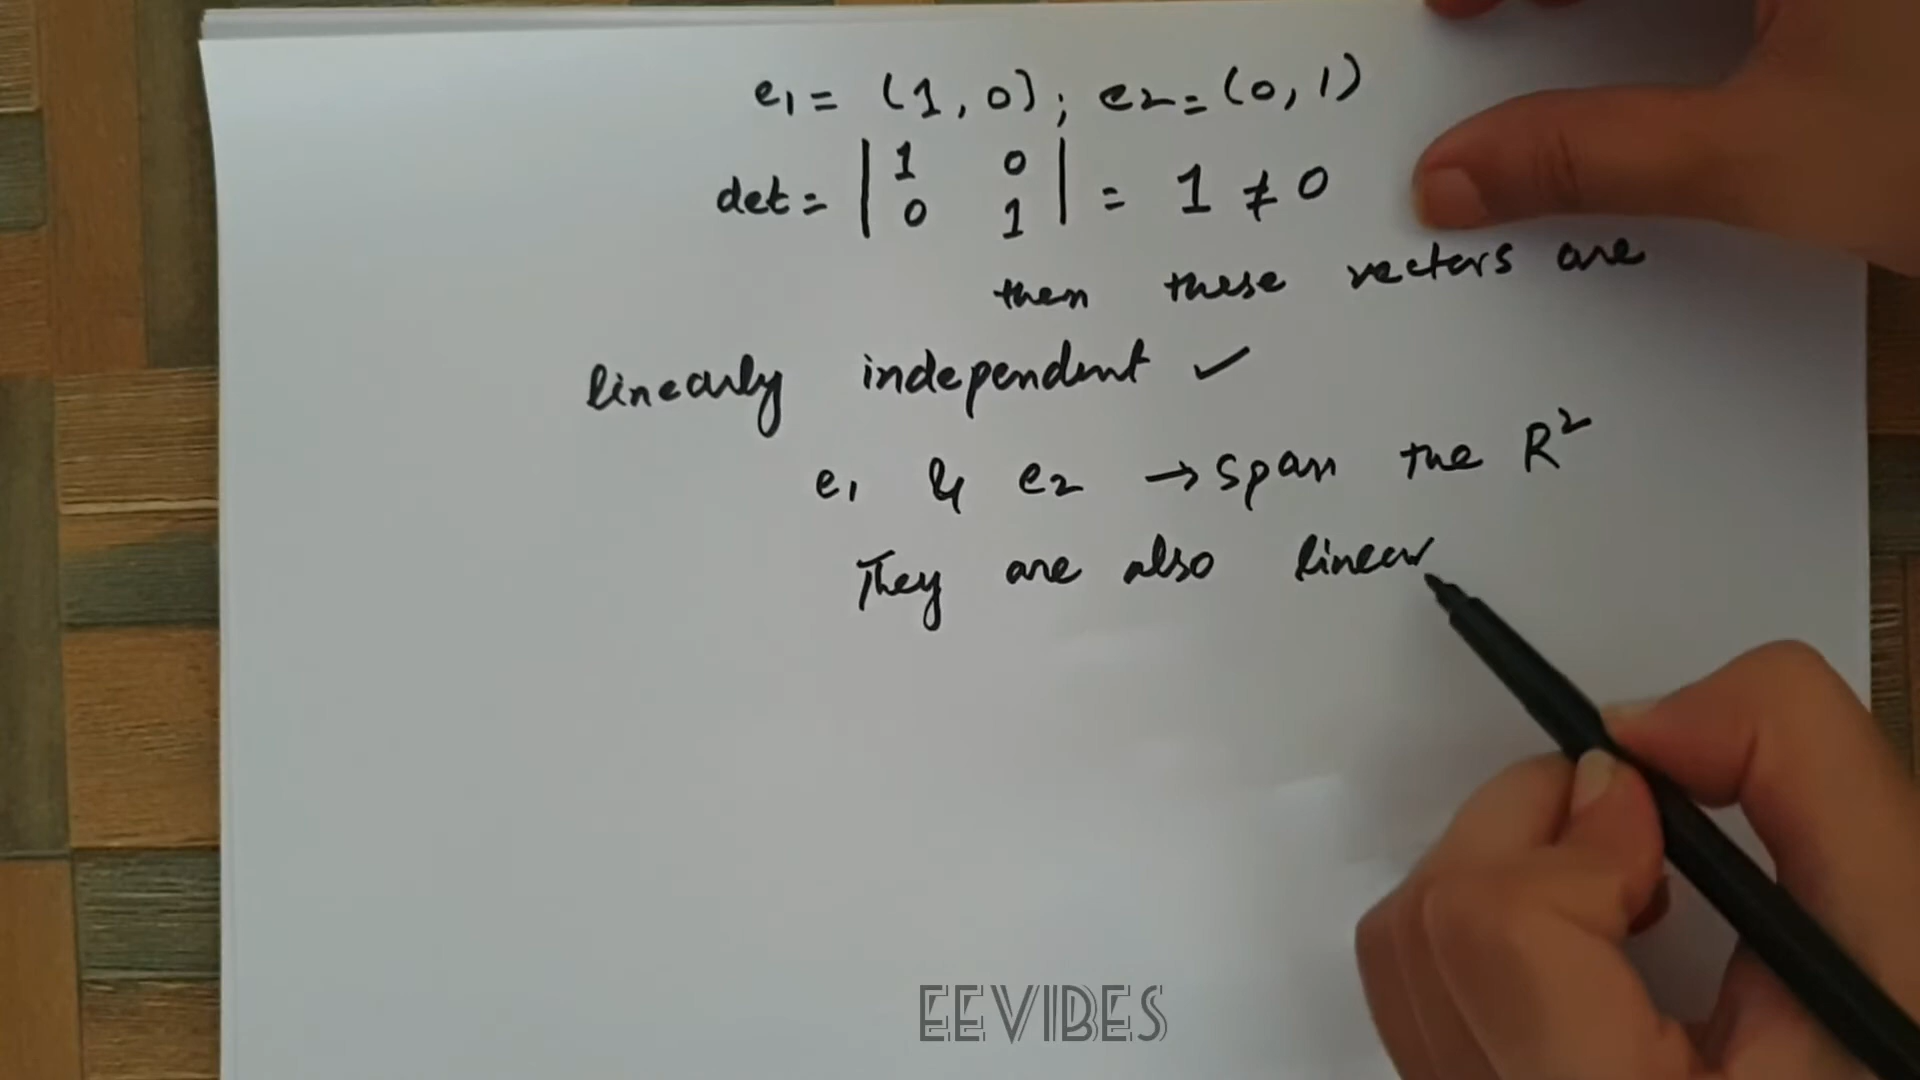 e1 = (1, 0) ; e2 = (0, 1)
det = | 1 0 | = 1 ≠ 0
0 1
then these vectors are
linearly independent ✓
e1 & e2 → span the R²
They are also linear
EEVIBES